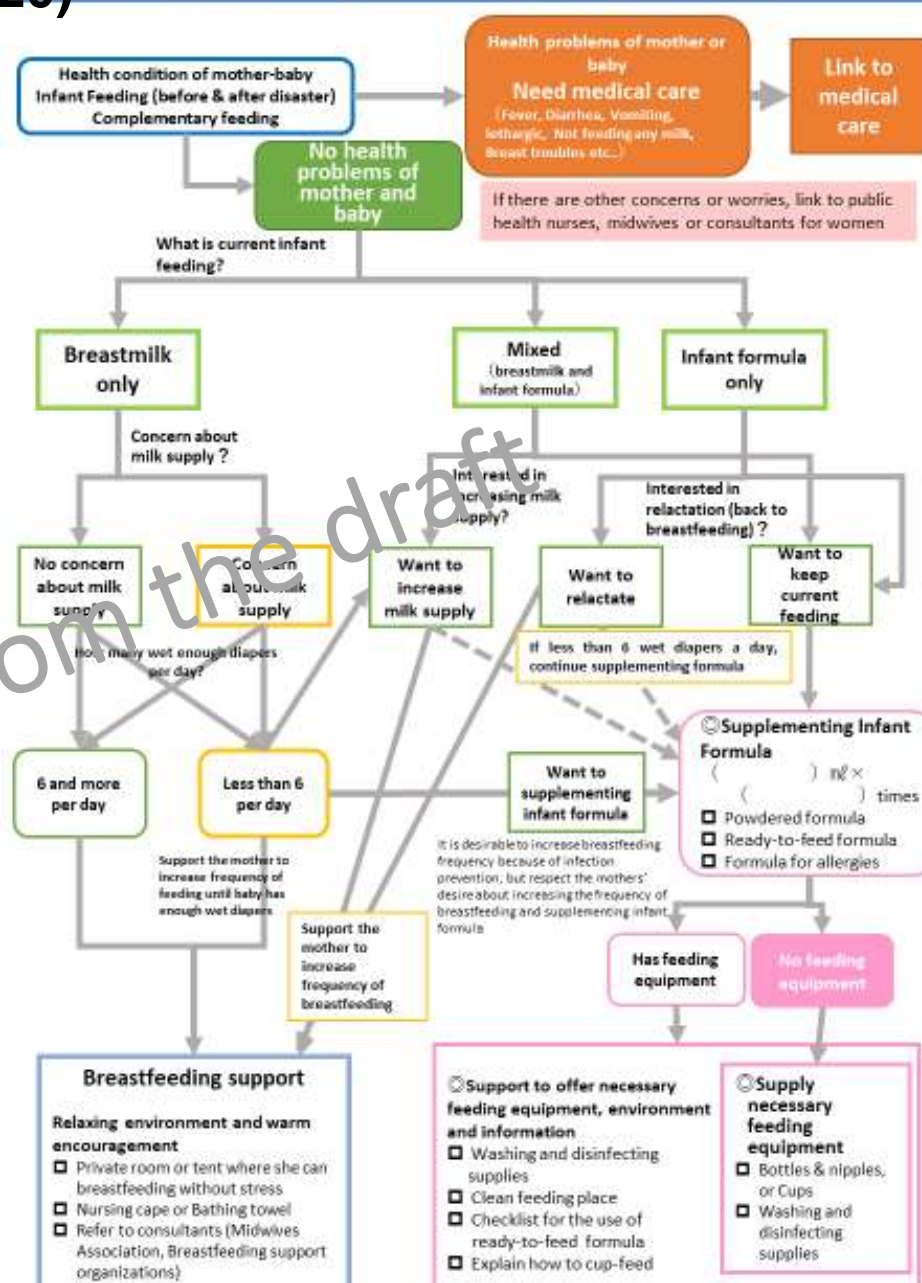 Health condition of mother-baby
Infant Feeding (before & after disaster)
Complementary feeding
Health problems of mother or
baby
Need medical care
(Fever, Diarrhea, Vomiting,
lethargic, Not feeding any milk,
Breast troubles etc..)
Link to
medical
care
No health
problems of
mother and
baby
If there are other concerns or worries, link to public
health nurses, midwives or consultants for women
What is current infant
feeding?
Breastmilk
only
Mixed
(breastmilk and
infant formula)
Infant formula
only
Concern about
milk supply ?
Interested in
increasing milk
supply?
Interested in
relactation (back to
breastfeeding) ?
No concern
about milk
supply
Concern
about milk
supply
Want to
increase
milk supply
Want to
relactate
Want to
keep
current
feeding
om the draft
How many wet enough diapers
per day?
If less than 6 wet diapers a day,
continue supplementing formula
6 and more
per day
Less than 6
per day
Want to
supplementing
infant formula
◎Supplementing Infant
Formula
( ) mℓ ×
( ) times
Powdered formula
Ready-to-feed formula
Formula for allergies
Support the mother to
increase frequency of
feeding until baby has
enough wet diapers
It is desirable to increase breastfeeding
frequency because of infection
prevention, but respect the mothers'
desire about increasing the frequency of
breastfeeding and supplementing infant
formula
Support the
mother to
increase
frequency of
breastfeeding
Has feeding
equipment
No feeding
equipment
Breastfeeding support
Relaxing environment and warm
encouragement
Private room or tent where she can
breastfeeding without stress
Nursing cape or Bathing towel
Refer to consultants (Midwives
Association, Breastfeeding support
organizations)
◎Support to offer necessary
feeding equipment, environment
and information
Washing and disinfecting
supplies
Clean feeding place
Checklist for the use of
ready-to-feed formula
Explain how to cup-feed
◎Supply
necessary
feeding
equipment
Bottles & nipples,
or Cups
Washing and
disinfecting
supplies